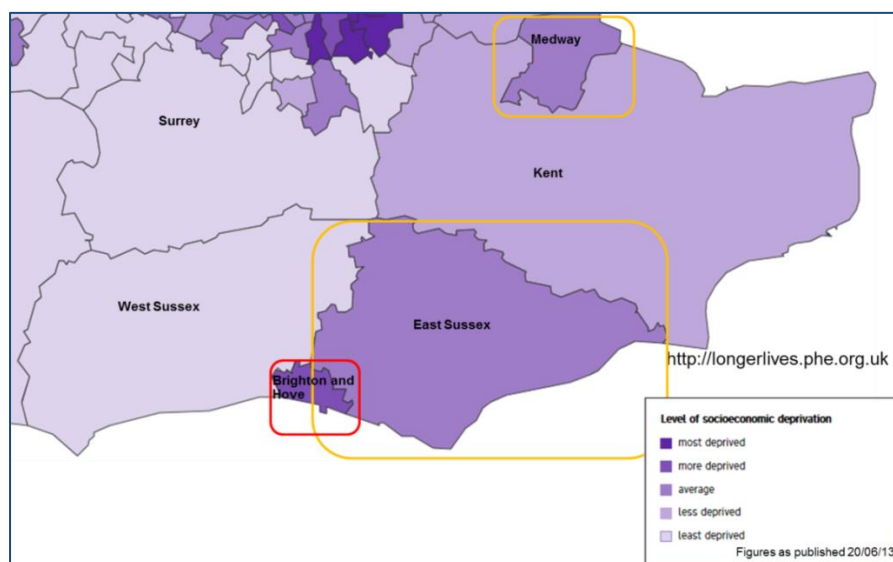 Medway
Surrey
Kent
West Sussex
East Sussex
http://longerlives.phe.org.uk
Brighton and
Hove
Level of socioeconomic deprivation
most deprived
more deprived
average
less deprived
least deprived
Figures as published 20/06/13